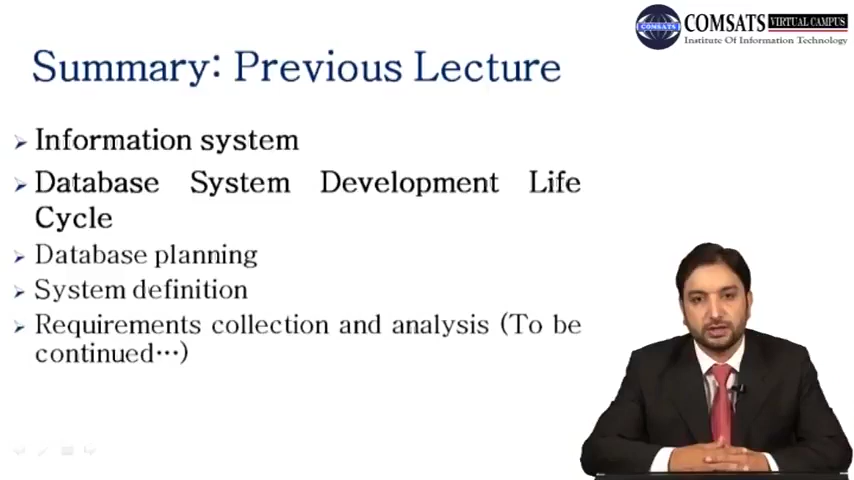 COMSATS VIRTUAL CAMPUS
Institute Of Information Technology
COMSATS
Summary: Previous Lecture
Information system
Database System Development Life
Cycle
Database planning
System definition
Requirements collection and analysis (To be
continued…)